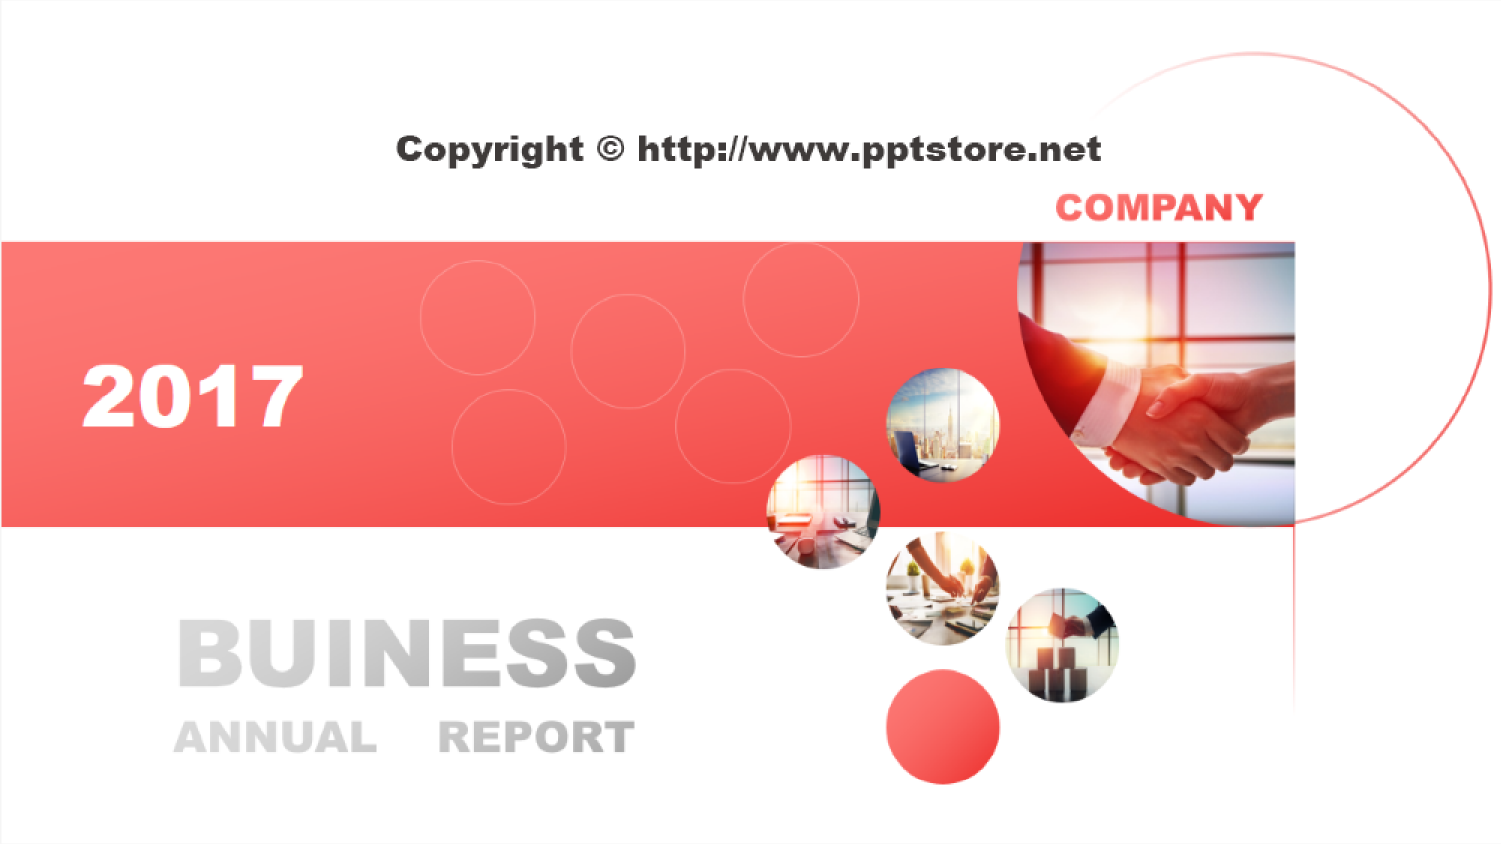 Copyright © http://www.pptstore.net
COMPANY
2017
BUINESS
ANNUAL REPORT